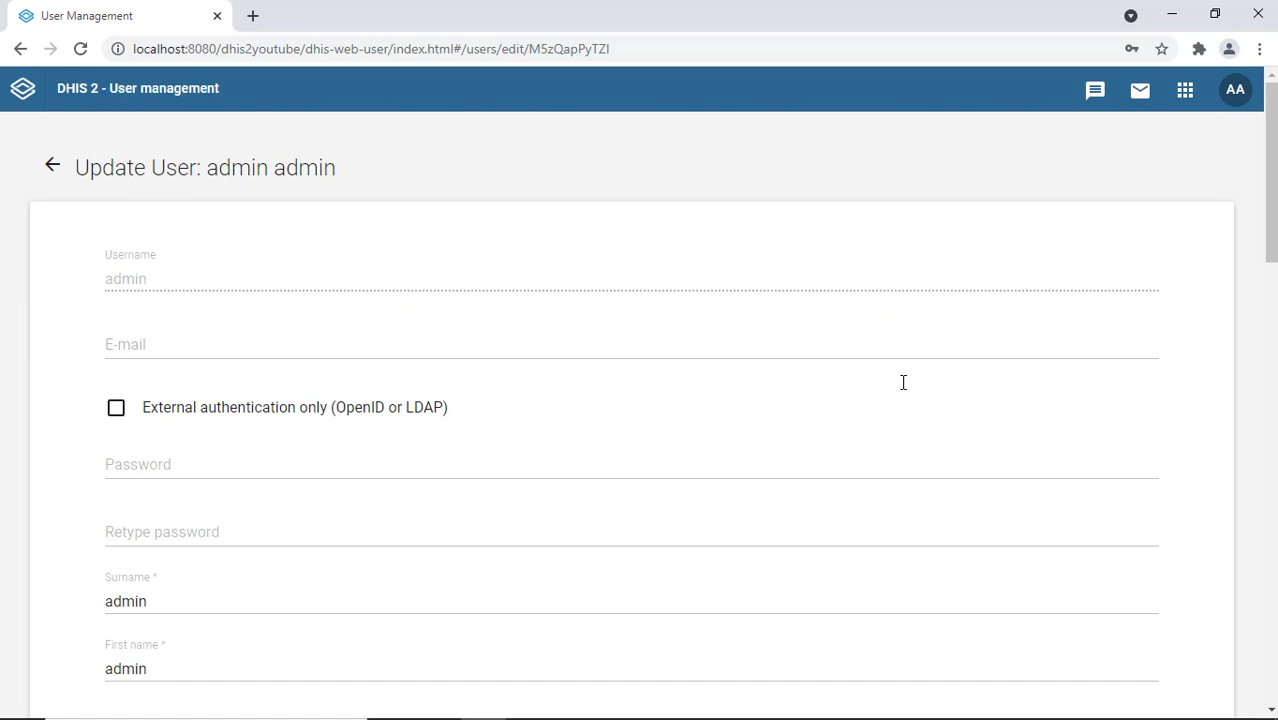 User Management
localhost:8080/dhis2youtube/dhis-web-user/index.html#/users/edit/M5zQapPyTZI
DHIS 2 - User management
AA
Update User: admin admin
Username
admin
E-mail
External authentication only (OpenID or LDAP)
Password
Retype password
Surname *
admin
First name *
admin